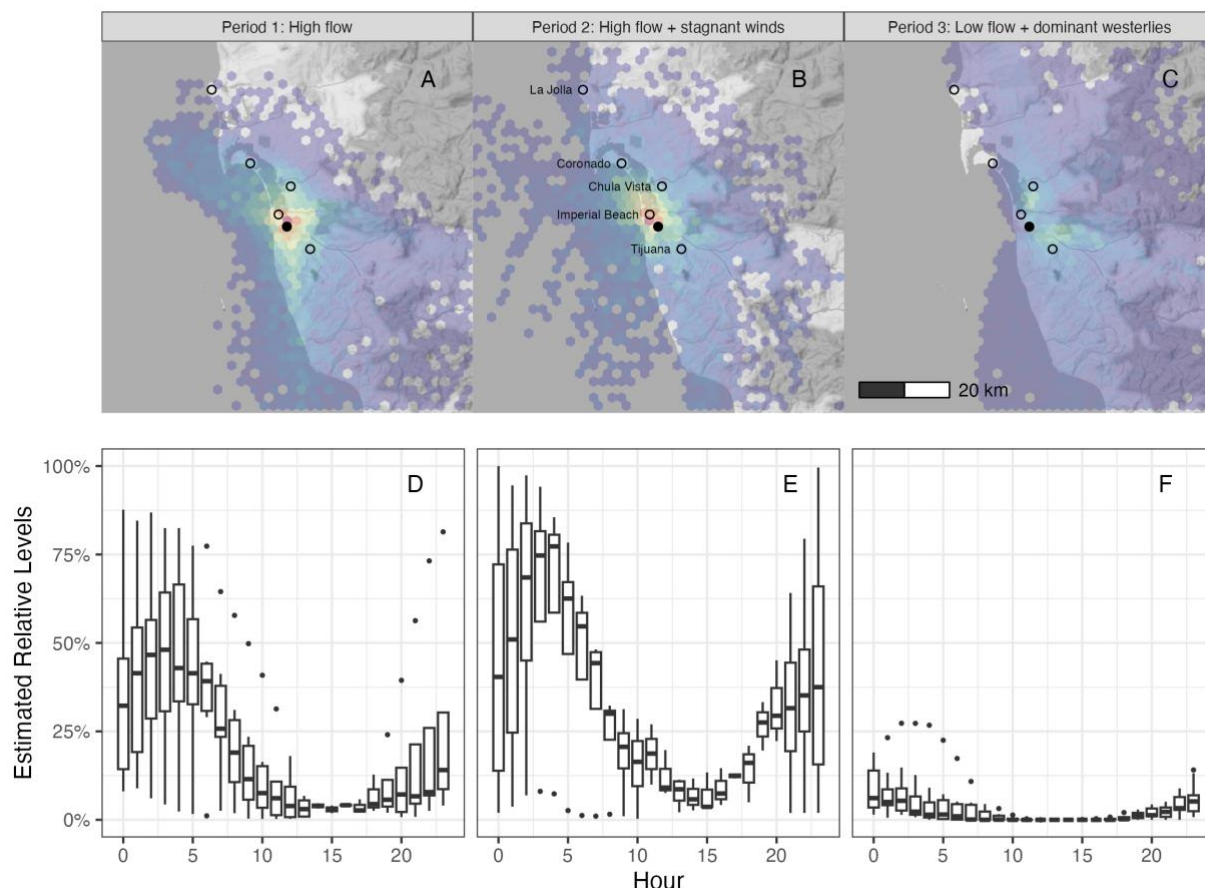 Period 1: High flow
Period 2: High flow + stagnant winds
Period 3: Low flow + dominant westerlies
A
B
C
La Jolla
Coronado
Chula Vista
Imperial Beach
Tijuana
20 km
Estimated Relative Levels
100%
75%
50%
25%
0%
D
E
F
0 5 10 15 20
0 5 10 15 20
0 5 10 15 20
Hour